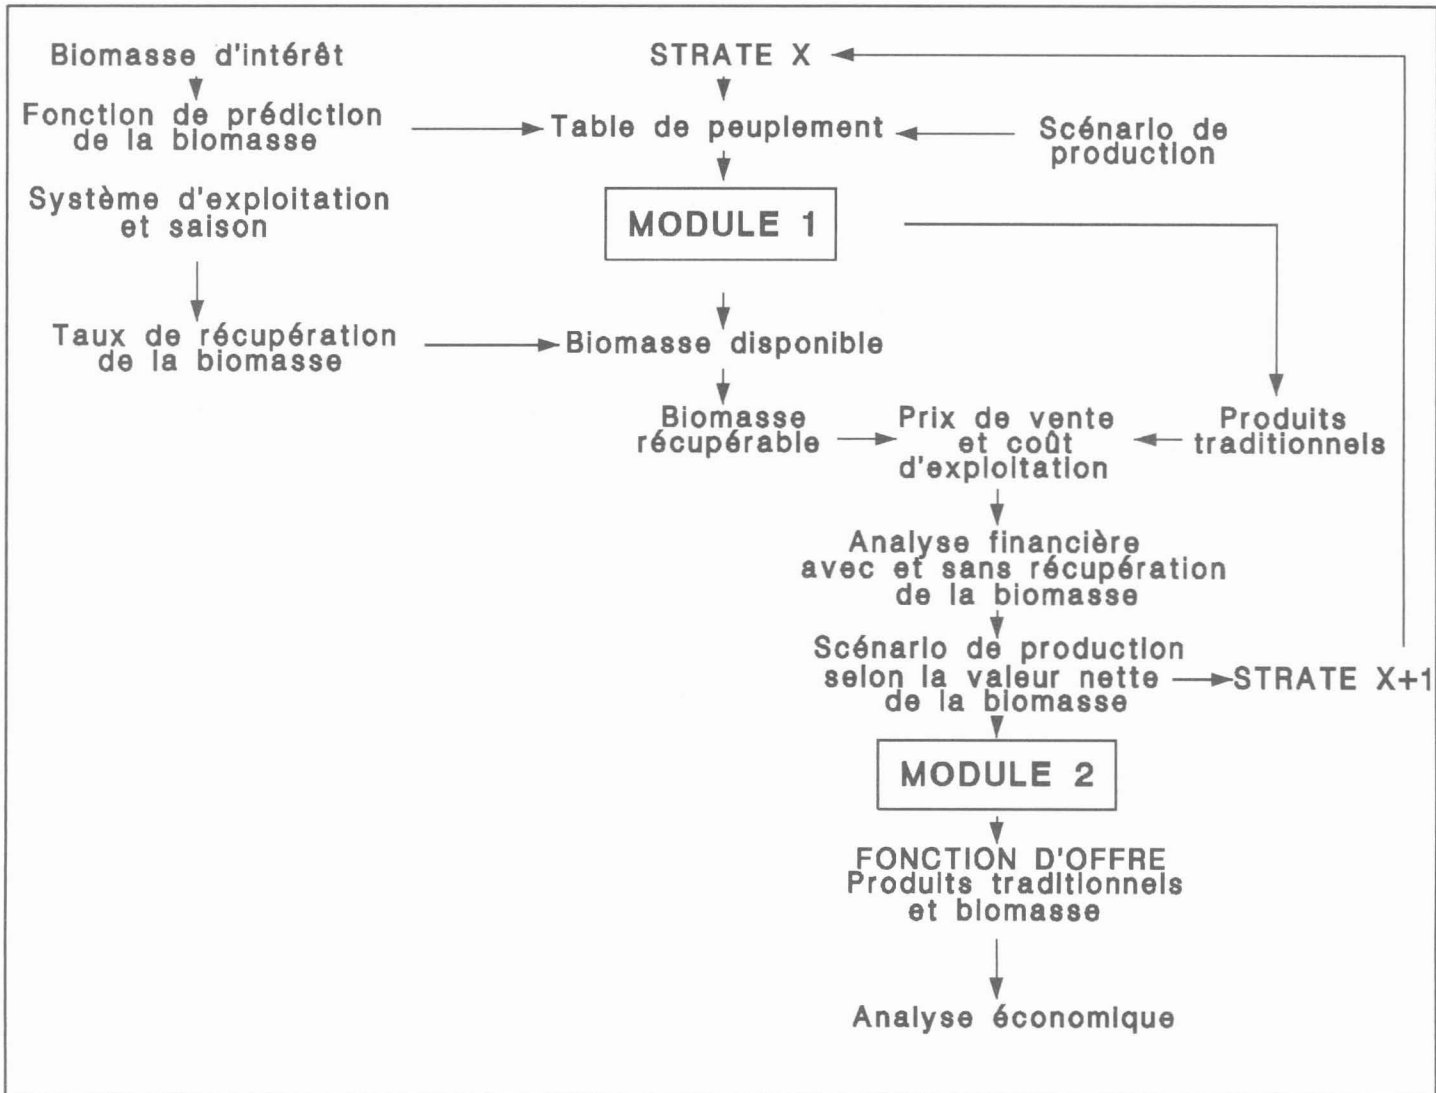 Biomasse d'intérêt
STRATE X
Fonction de prédiction
de la biomasse
Table de peuplement
Scénario de
production
Système d'exploitation
et saison
MODULE 1
Taux de récupération
de la biomasse
Biomasse disponible
Biomasse
récupérable
Prix de vente
et coût
d'exploitation
Produits
traditionnels
Analyse financière
avec et sans récupération
de la biomasse
Scénario de production
selon la valeur nette
de la biomasse
STRATE X+1
MODULE 2
FONCTION D'OFFRE
Produits traditionnels
et biomasse
Analyse économique